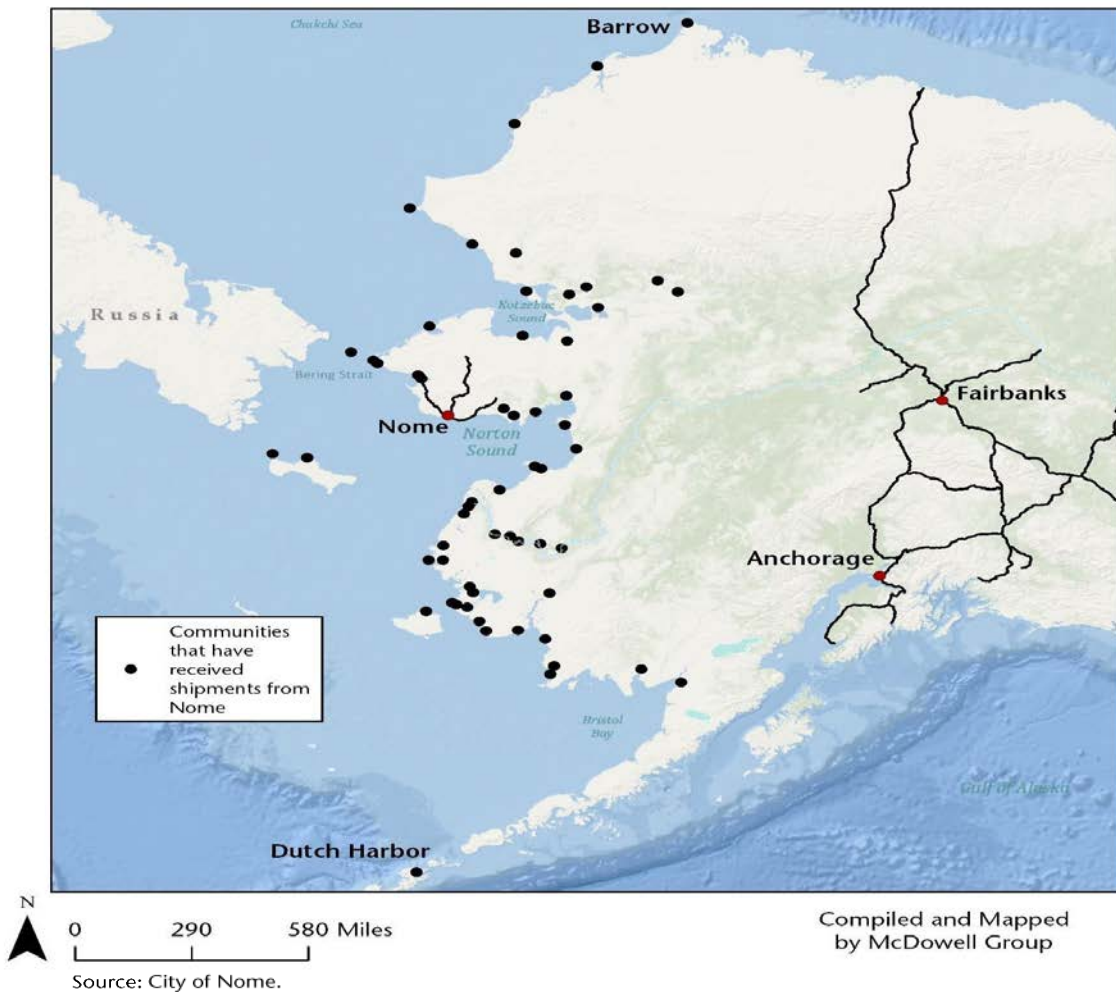 Chukchi Sea
Barrow
Russia
Kotzebue
Sound
Bering Strait
Nome
Norton
Sound
Fairbanks
Anchorage
Communities
that have
received
shipments from
Nome
Bristol
Bay
Gulf of Alaska
Dutch Harbor
N
0 290 580 Miles
Compiled and Mapped
by McDowell Group
Source: City of Nome.